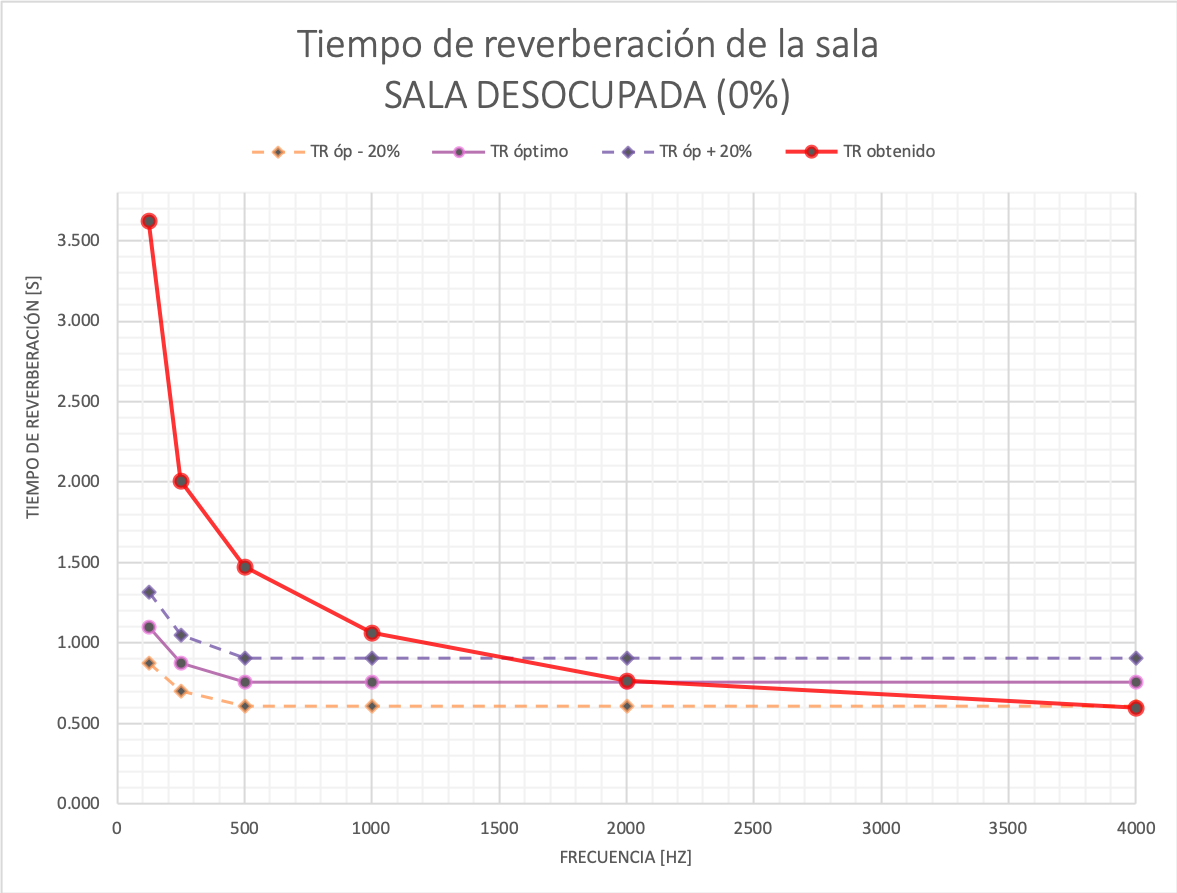 Tiempo de reverberación de la sala
SALA DESOCUPADA (0%)
TR óp - 20%
TR óptimo
TR óp + 20%
TR obtenido
TIEMPO DE REVERBERACIÓN [S]
3.500
3.000
2.500
2.000
1.500
1.000
0.500
0.000
0
500
1000
1500
2000
2500
3000
3500
4000
FRECUENCIA [HZ]